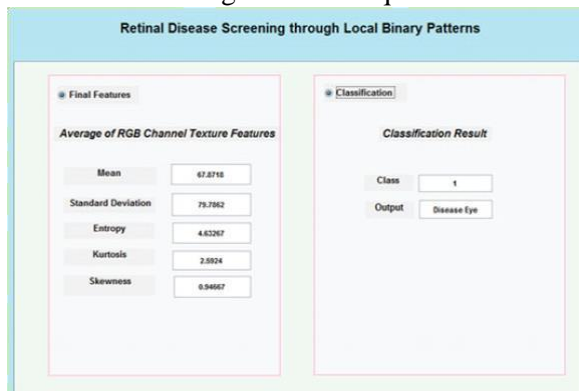 Retinal Disease Screening through Local Binary Patterns
Final Features
Average of RGB Channel Texture Features
Mean 67.8718
Standard Deviation 79.7862
Entropy 4.63267
Kurtosis 2.5924
Skewness 0.94667
Classification
Classification Result
Class 1
Output Disease Eye